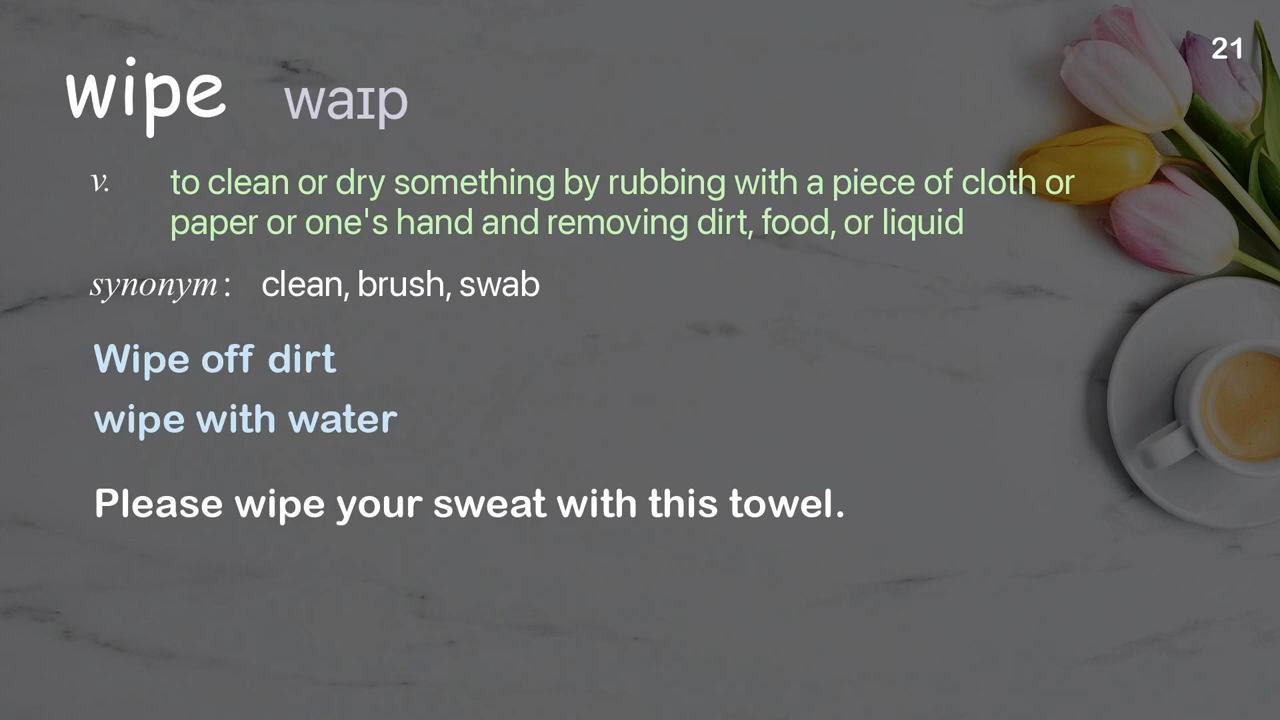 21
wipe waɪp
v. to clean or dry something by rubbing with a piece of cloth or
paper or one's hand and removing dirt, food, or liquid
synonym : clean, brush, swab
Wipe off dirt
wipe with water
Please wipe your sweat with this towel.